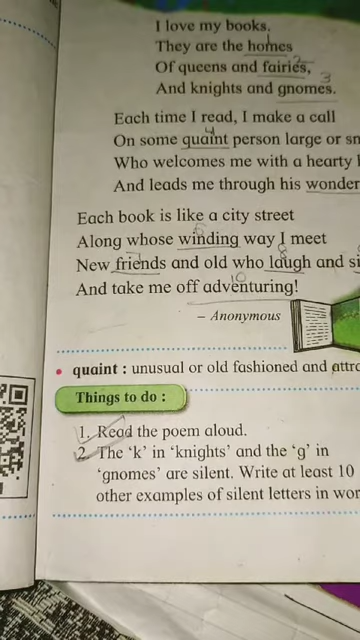 I love my books.
They are the homes
Of queens and fairies,
And knights and gnomes.
Each time I read, I make a call
On some quaint person large or
Who welcomes me with a hearty
And leads me through his wonder
Each book is like a city street
Along whose winding way I meet
New friends and old who laugh and
And take me off adventuring!
– Anonymous
• quaint : unusual or old fashioned and
Things to do :
1. Read the poem aloud.
2. The ‘k’ in ‘knights’ and the ‘g’ in
‘gnomes’ are silent. Write at least 10
other examples of silent letters in